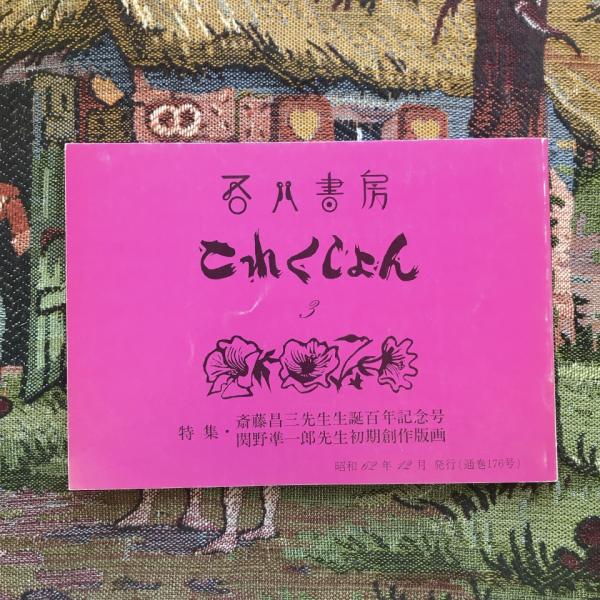 吾八書房
これくしょん
3
特集・斎藤昌三先生生誕百年記念号
関野凖一郎先生初期創作版画
昭和62年12月 発行(通巻176号)